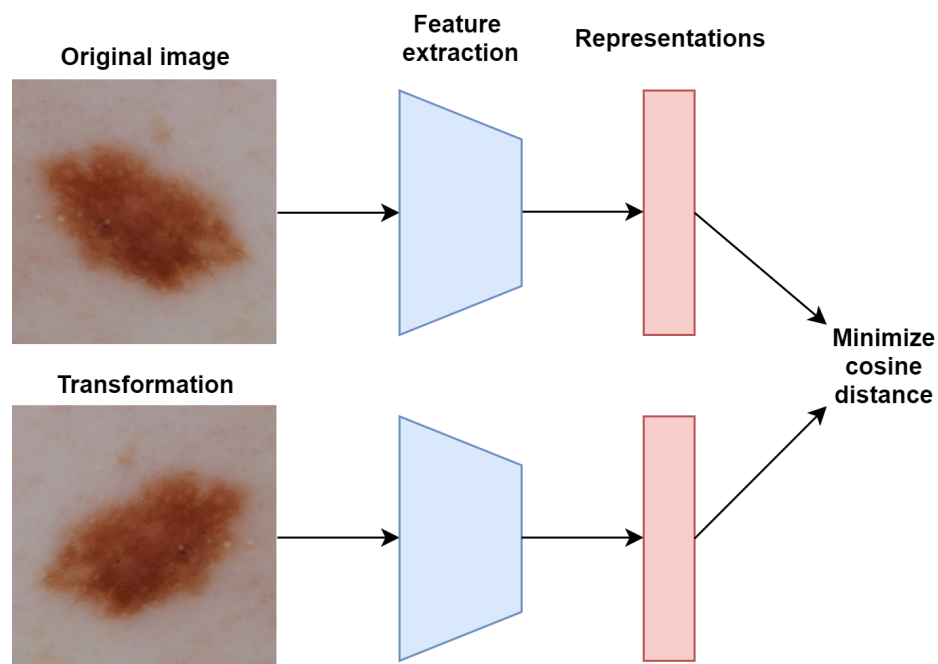 Original image
Feature
extraction
Representations
Transformation
Minimize
cosine
distance